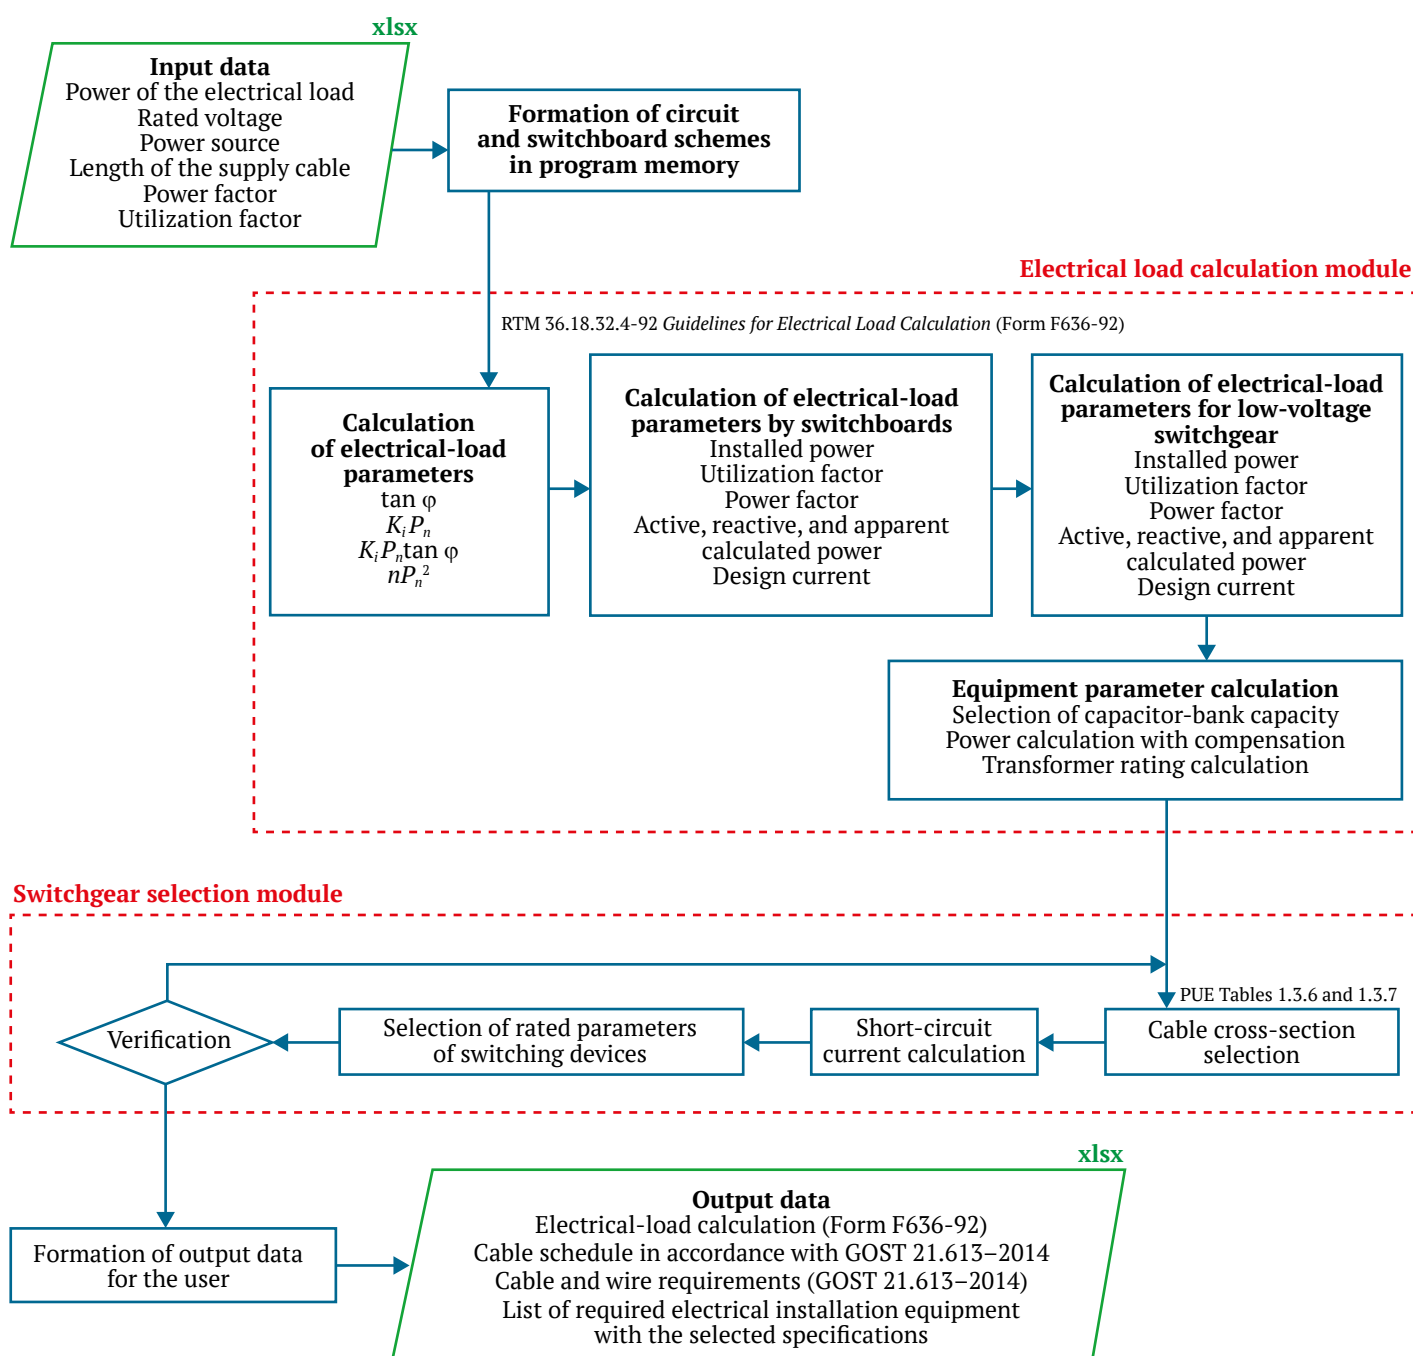 xlsx
Input data
Power of the electrical load
Rated voltage
Power source
Length of the supply cable
Power factor
Utilization factor
Formation of circuit
and switchboard schemes
in program memory
Electrical load calculation module
RTM 36.18.32.4-92 Guidelines for Electrical Load Calculation (Form F636-92)
Calculation
of electrical-load
parameters
tan φ
KᵢPₙ
KᵢPₙtan φ
nPₙ²
Calculation of electrical-load
parameters by switchboards
Installed power
Utilization factor
Power factor
Active, reactive, and apparent
calculated power
Design current
Calculation of electrical-load
parameters for low-voltage
switchgear
Installed power
Utilization factor
Power factor
Active, reactive, and apparent
calculated power
Design current
Equipment parameter calculation
Selection of capacitor-bank capacity
Power calculation with compensation
Transformer rating calculation
Switchgear selection module
PUE Tables 1.3.6 and 1.3.7
Cable cross-section
selection
Short-circuit
current calculation
Selection of rated parameters
of switching devices
Verification
Formation of output data
for the user
xlsx
Output data
Electrical-load calculation (Form F636-92)
Cable schedule in accordance with GOST 21.613–2014
Cable and wire requirements (GOST 21.613–2014)
List of required electrical installation equipment
with the selected specifications